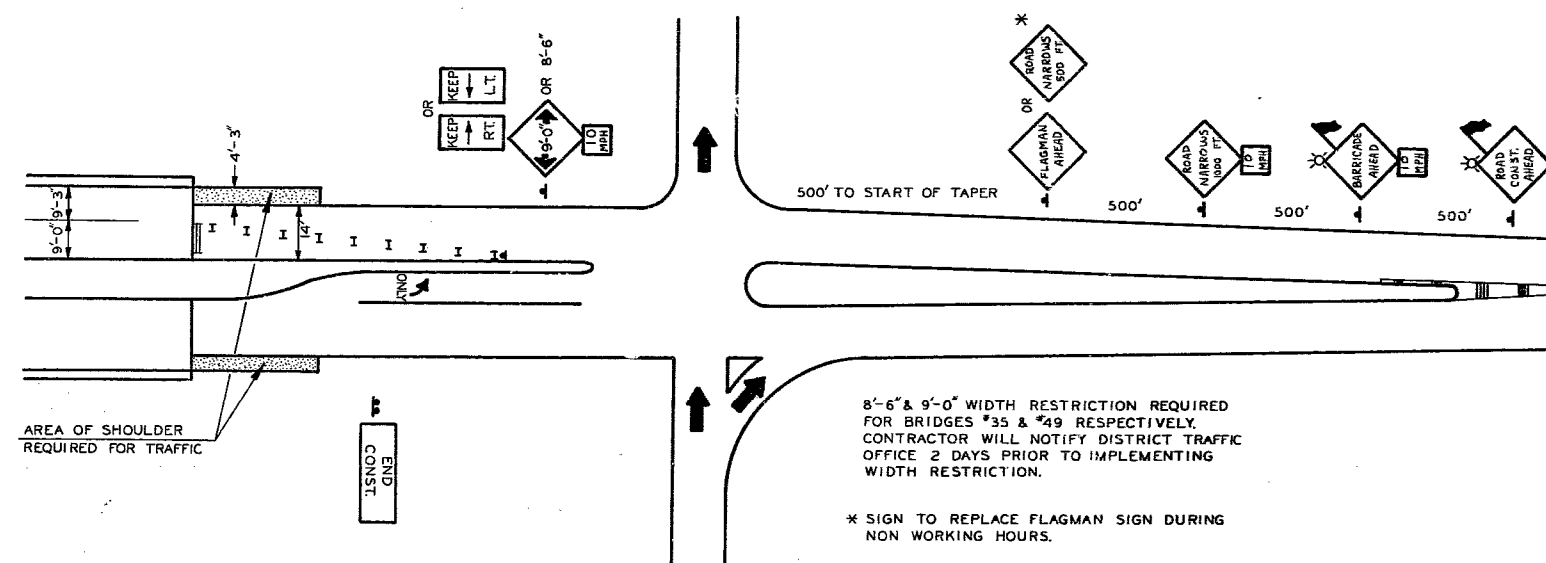 *
ROAD
NARROWS
500 FT.
OR
FLAGMAN
AHEAD
ROAD
NARROWS
1000 FT.
10
MPH
BARRICADE
AHEAD
10
MPH
ROAD
CONST.
AHEAD
KEEP
LT.
OR
KEEP
RT.
9'-0"
OR 8'-6"
10
MPH
4'-3"
9'-3"
9'-0"
14'
500' TO START OF TAPER
500'
500'
500'
ONLY
AREA OF SHOULDER
REQUIRED FOR TRAFFIC
END
CONST.
8'-6" & 9'-0" WIDTH RESTRICTION REQUIRED
FOR BRIDGES #35 & #49 RESPECTIVELY.
CONTRACTOR WILL NOTIFY DISTRICT TRAFFIC
OFFICE 2 DAYS PRIOR TO IMPLEMENTING
WIDTH RESTRICTION.
* SIGN TO REPLACE FLAGMAN SIGN DURING
NON WORKING HOURS.